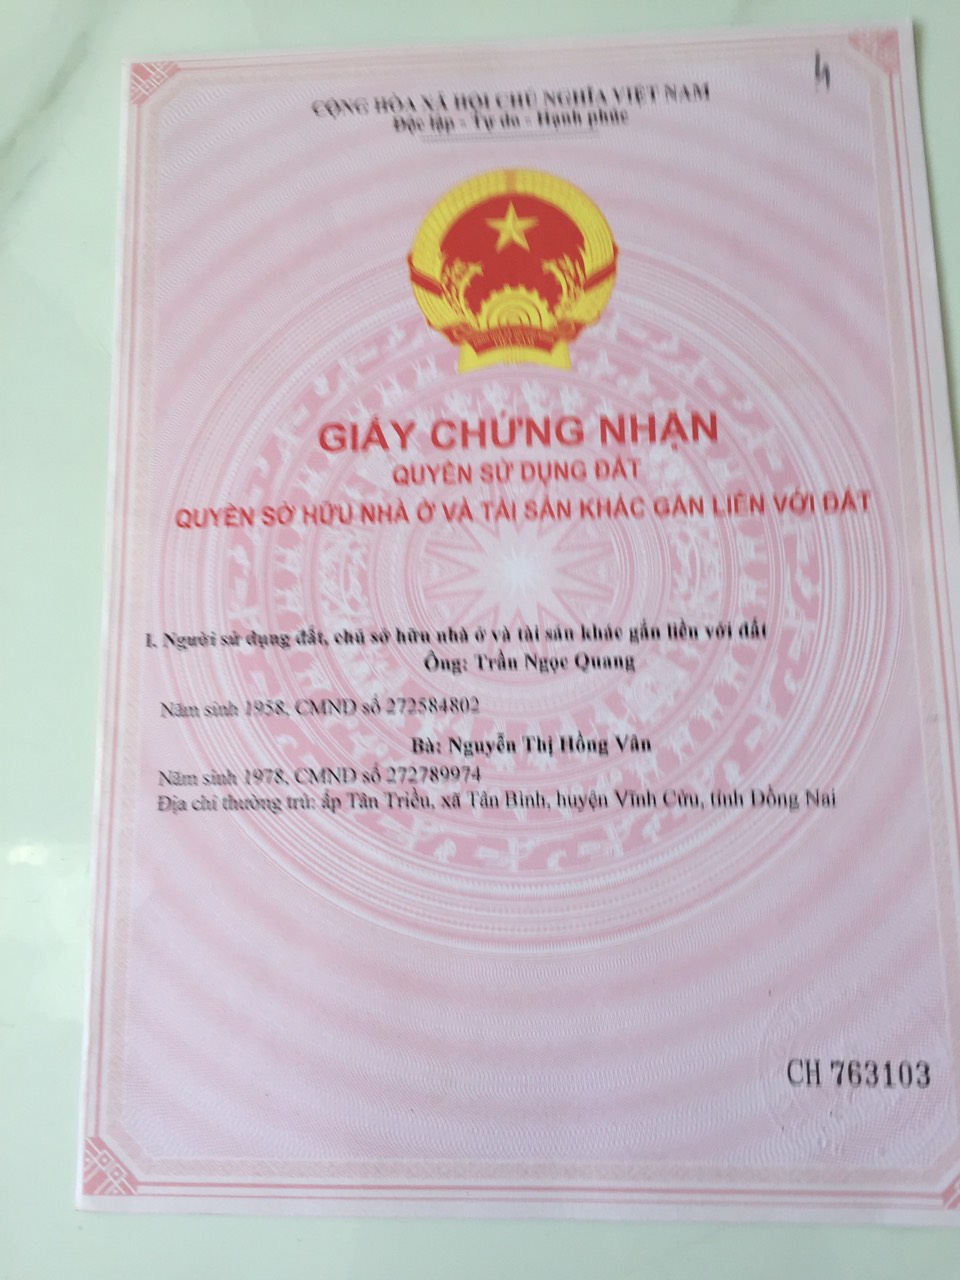 CỘNG HÒA XÃ HỘI CHỦ NGHĨA VIỆT NAM
Độc lập - Tự do - Hạnh phúc
GIẤY CHỨNG NHẬN
QUYỀN SỬ DỤNG ĐẤT
QUYỀN SỞ HỮU NHÀ Ở VÀ TÀI SẢN KHÁC GẮN LIỀN VỚI ĐẤT
I. Người sử dụng đất, chủ sở hữu nhà ở và tài sản khác gắn liền với đất
Ông: Trần Ngọc Quang
Năm sinh 1958, CMND số 272584802
Bà: Nguyễn Thị Hồng Vân
Năm sinh 1978, CMND số 272789974
Địa chỉ thường trú: ấp Tân Triều, xã Tân Bình, huyện Vĩnh Cửu, tỉnh Đồng Nai
CH 763103